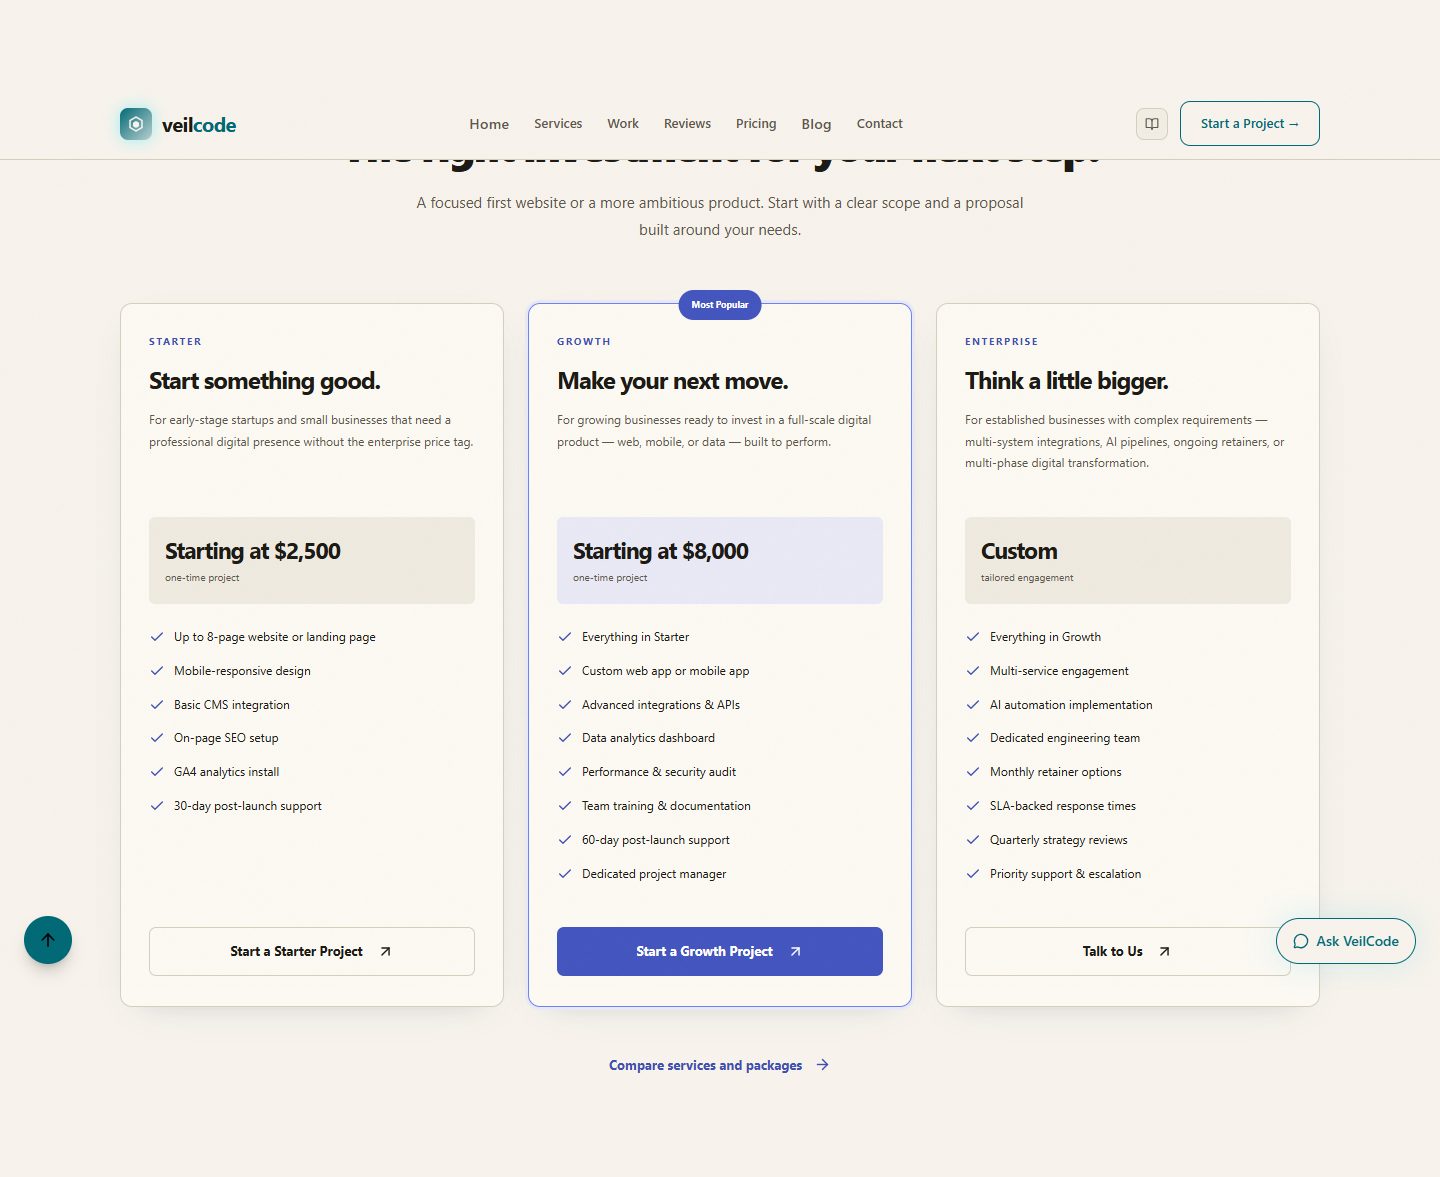 veilcode
Home Services Work Reviews Pricing Blog Contact
Start a Project →
The right investment for your next step.
A focused first website or a more ambitious product. Start with a clear scope and a proposal
built around your needs.
STARTER
Start something good.
For early-stage startups and small businesses that need a
professional digital presence without the enterprise price tag.
Starting at $2,500
one-time project
Up to 8-page website or landing page
Mobile-responsive design
Basic CMS integration
On-page SEO setup
GA4 analytics install
30-day post-launch support
Start a Starter Project
Most Popular
GROWTH
Make your next move.
For growing businesses ready to invest in a full-scale digital
product — web, mobile, or data — built to perform.
Starting at $8,000
one-time project
Everything in Starter
Custom web app or mobile app
Advanced integrations & APIs
Data analytics dashboard
Performance & security audit
Team training & documentation
60-day post-launch support
Dedicated project manager
Start a Growth Project
ENTERPRISE
Think a little bigger.
For established businesses with complex requirements —
multi-system integrations, AI pipelines, ongoing retainers, or
multi-phase digital transformation.
Custom
tailored engagement
Everything in Growth
Multi-service engagement
AI automation implementation
Dedicated engineering team
Monthly retainer options
SLA-backed response times
Quarterly strategy reviews
Priority support & escalation
Talk to Us
Ask VeilCode
Compare services and packages